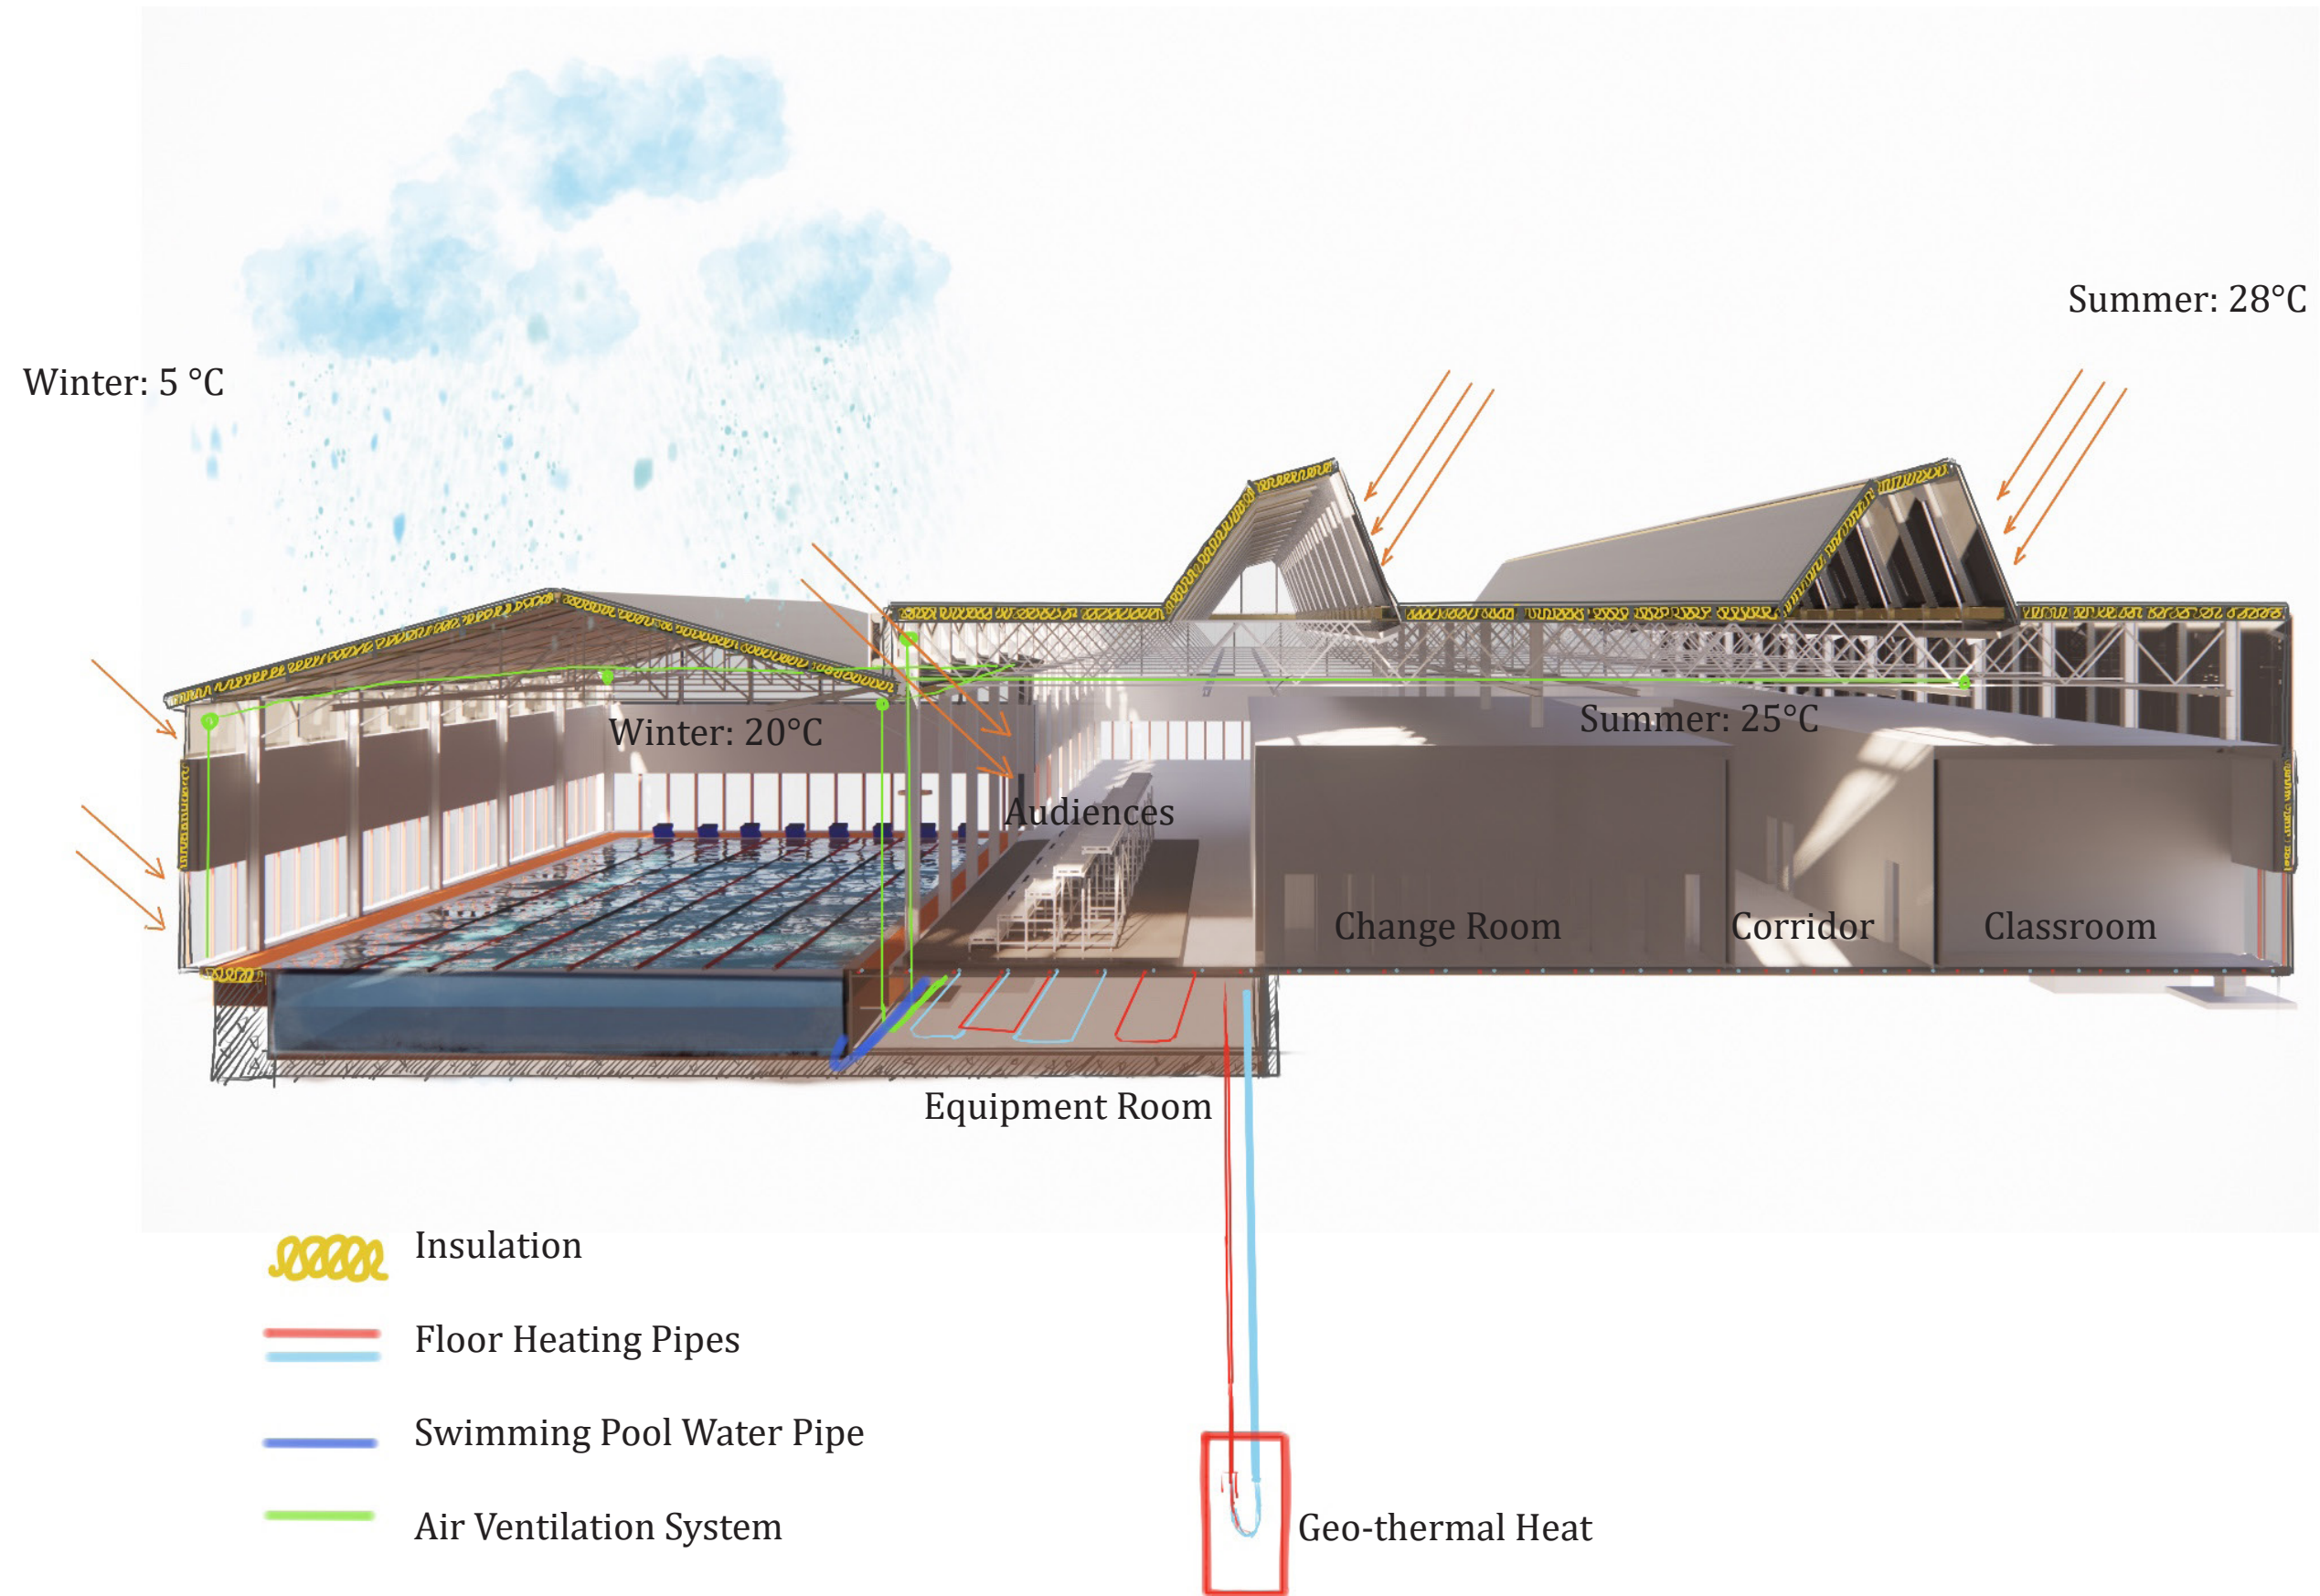 Summer: 28°C
Winter: 5 °C
Winter: 20°C
Summer: 25°C
Audiences
Change Room
Corridor
Classroom
Equipment Room
Insulation
Floor Heating Pipes
Swimming Pool Water Pipe
Air Ventilation System
Geo-thermal Heat